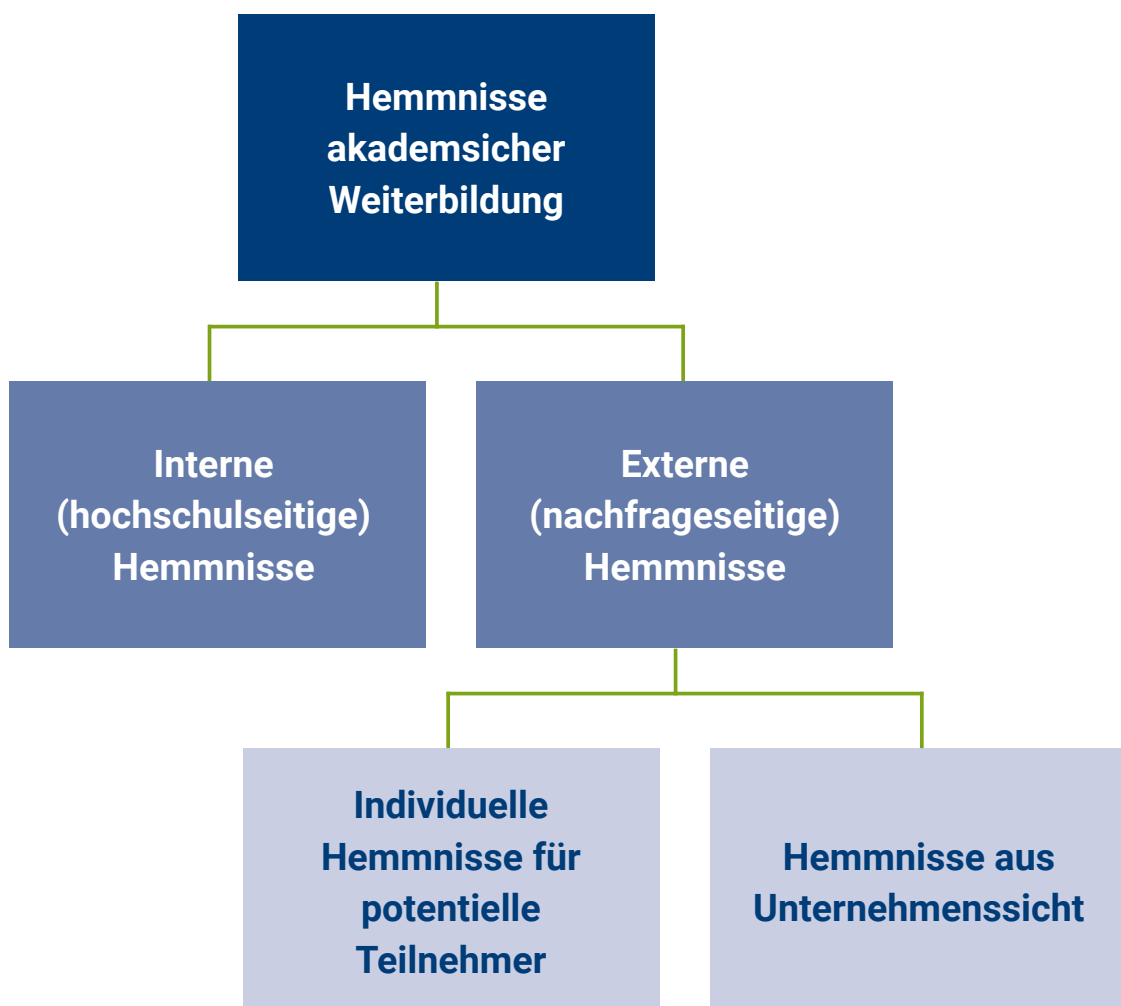 Hemmnisse
akademsicher
Weiterbildung
Interne
(hochschulseitige)
Hemmnisse
Externe
(nachfrageseitige)
Hemmnisse
Individuelle
Hemmnisse für
potentielle
Teilnehmer
Hemmnisse aus
Unternehmenssicht